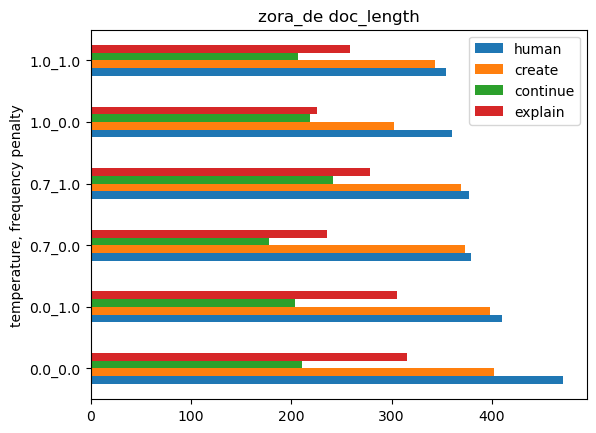 zora_de doc_length
human
create
continue
explain
temperature, frequency penalty
1.0_1.0
1.0_0.0
0.7_1.0
0.7_0.0
0.0_1.0
0.0_0.0
0 100 200 300 400